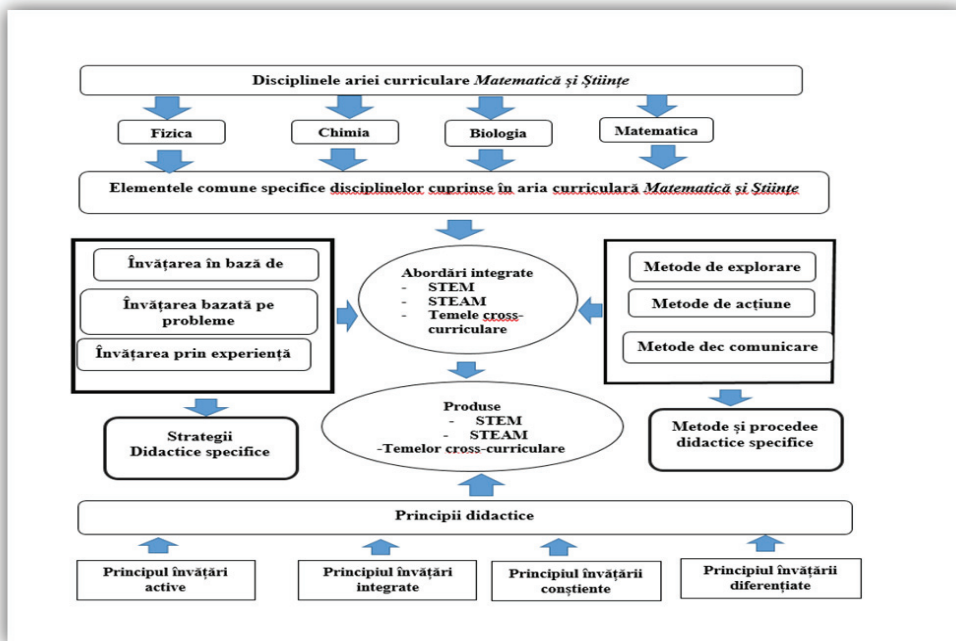 Disciplinele ariei curriculare Matematică și Științe
Fizica
Chimia
Biologia
Matematica
Elementele comune specifice disciplinelor cuprinse în aria curriculară Matematică și Științe
Învățarea în bază de
Învățarea bazată pe
probleme
Învățarea prin experiență
Abordări integrate
- STEM
- STEAM
- Temele cross-
curriculare
Metode de explorare
Metode de acțiune
Metode dec comunicare
Strategii
Didactice specifice
Produse
- STEM
- STEAM
-Temelor cross-curriculare
Metode și procedee
didactice specifice
Principii didactice
Principul învățări
active
Principiul învățări
integrate
Principiul învățării
conștiente
Principiul învățării
diferențiate